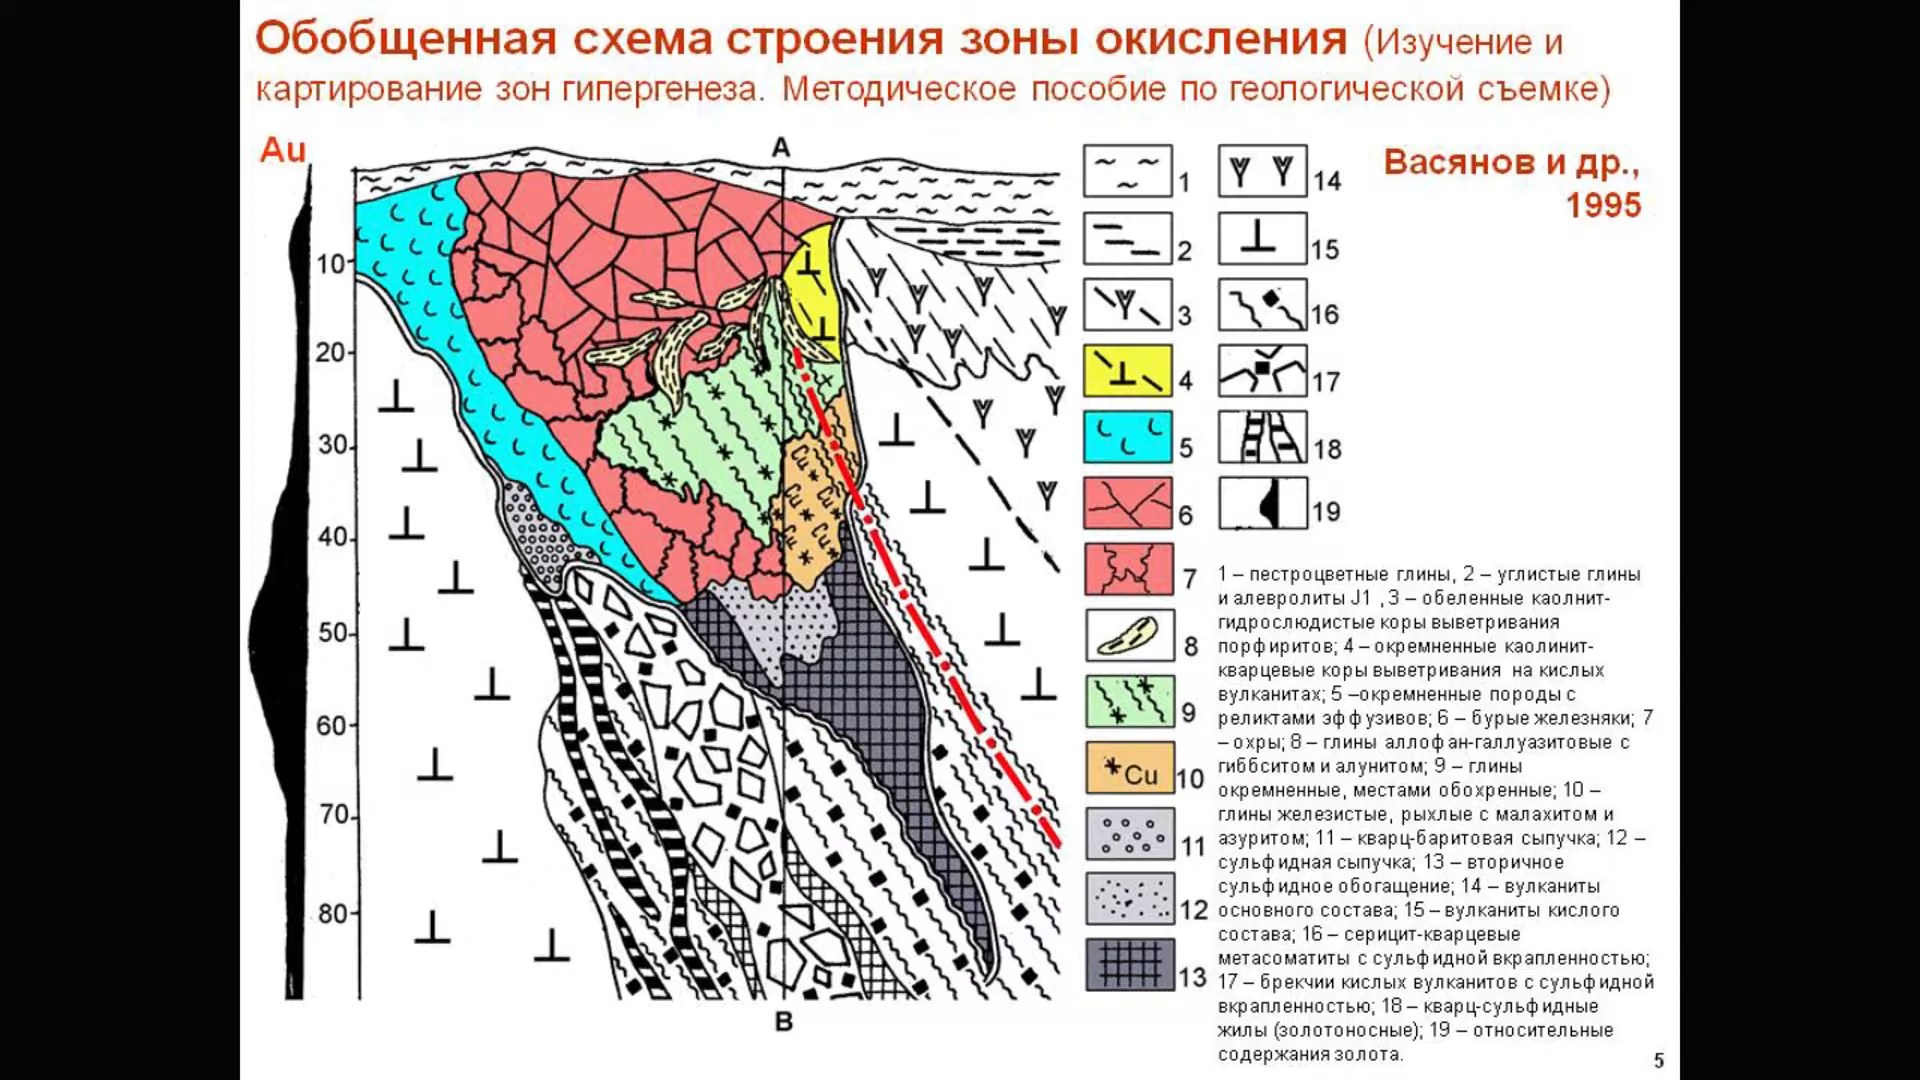 Обобщенная схема строения зоны окисления (Изучение и
картирование зон гипергенеза. Методическое пособие по геологической съемке)
Au
A
10
20
30
40
50
60
70
80
B
1
2
3
4
5
6
7
8
9
Cu 10
11
12
13
14
15
16
17
18
19
Cu
Cu
Cu
Cu
Cu
Васянов и др.,
1995
1 – пестроцветные глины, 2 – углистые глины
и алевролиты J1 ,3 – обеленные каолнит-
гидрослюдистые коры выветривания
порфиритов; 4 – окремненные каолинит-
кварцевые коры выветривания на кислых
вулканитах; 5 –окремненные породы с
реликтами эффузивов; 6 – бурые железняки; 7
– охры; 8 – глины аллофан-галлуазитовые с
гиббситом и алунитом; 9 – глины
окремненные, местами обохренные; 10 –
глины железистые, рыхлые с малахитом и
азуритом; 11 – кварц-баритовая сыпучка; 12 –
сульфидная сыпучка; 13 – вторичное
сульфидное обогащение; 14 – вулканиты
основного состава; 15 – вулканиты кислого
состава; 16 – серицит-кварцевые
метасоматиты с сульфидной вкрапленностью;
17 – брекчии кислых вулканитов с сульфидной
вкрапленностью; 18 – кварц-сульфидные
жилы (золотоносные); 19 – относительные
содержания золота.
5